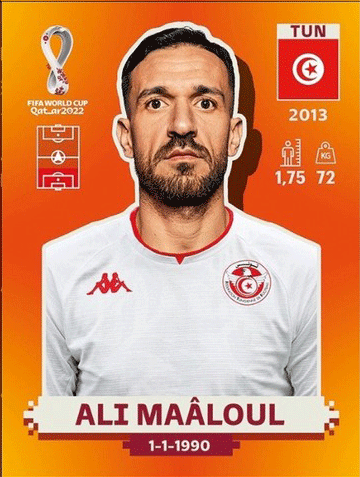 TUN
FIFA WORLD CUP
Qatar2022
2013
KG
1,75 72
ALI MAÂLOUL
1-1-1990